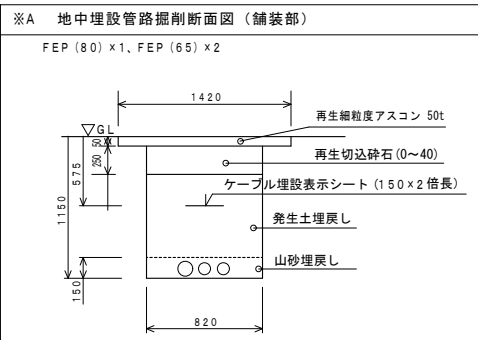 ※A 地中埋設管路掘削断面図（舗装部）
FEP(80)×1、FEP(65)×2
1420
再生細粒度アスコン 50t
GL
50
250
再生切込砕石(0～40)
575
ケーブル埋設表示シート(150×2倍長)
1150
発生土埋戻し
山砂埋戻し
150
820